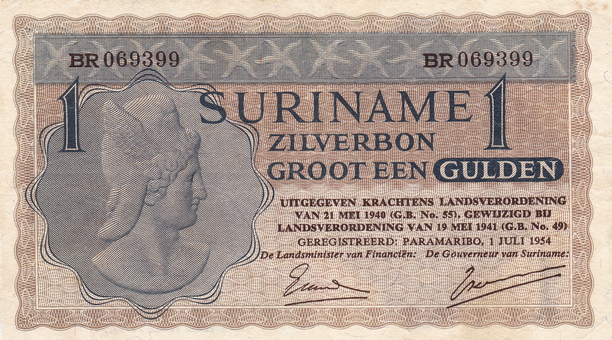 BR 069399 BR 069399
1 SURINAME 1
ZILVERBON
GROOT EEN GULDEN
UITGEGEVEN KRACHTENS LANDSVERORDENING
VAN 21 MEI 1940 (G.B. No. 55), GEWIJZIGD BIJ
LANDSVERORDENING VAN 19 MEI 1941 (G.B. No. 49)
GEREGISTREERD: PARAMARIBO, 1 JULI 1954
De Landsminister van Financiën: De Gouverneur van Suriname: